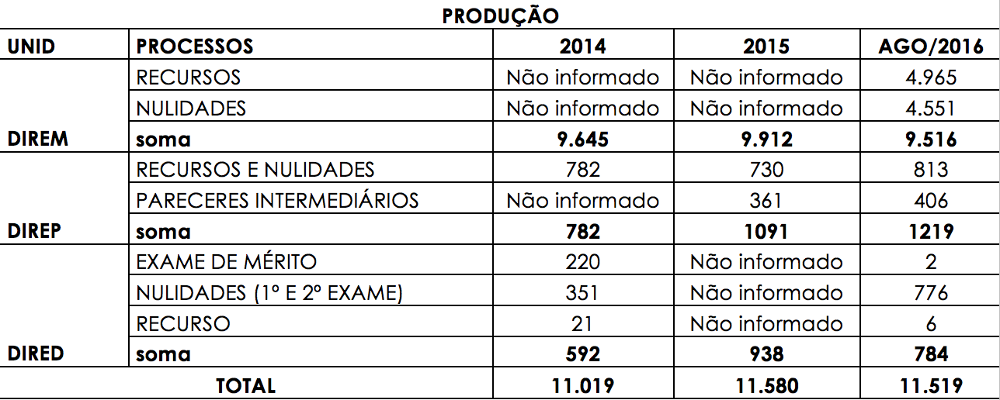 PRODUÇÃO
UNID PROCESSOS 2014 2015 AGO/2016
RECURSOS Não informado Não informado 4.965
NULIDADES Não informado Não informado 4.551
DIREM soma 9.645 9.912 9.516
RECURSOS E NULIDADES 782 730 813
PARECERES INTERMEDIÁRIOS Não informado 361 406
DIREP soma 782 1091 1219
EXAME DE MÉRITO 220 Não informado 2
NULIDADES (1º E 2º EXAME) 351 Não informado 776
RECURSO 21 Não informado 6
DIRED soma 592 938 784
TOTAL 11.019 11.580 11.519